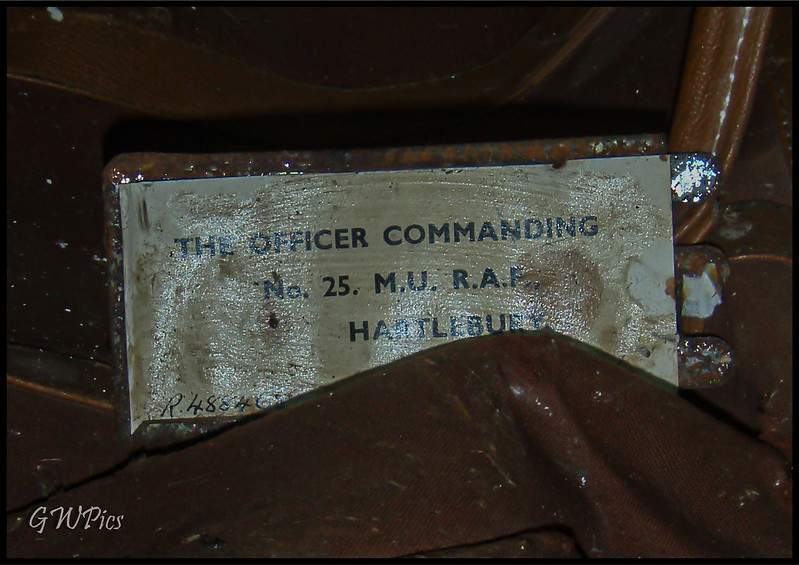 THE OFFICER COMMANDING
No. 25. M.U. R.A.F.,
HARTLEBURY
GWPics